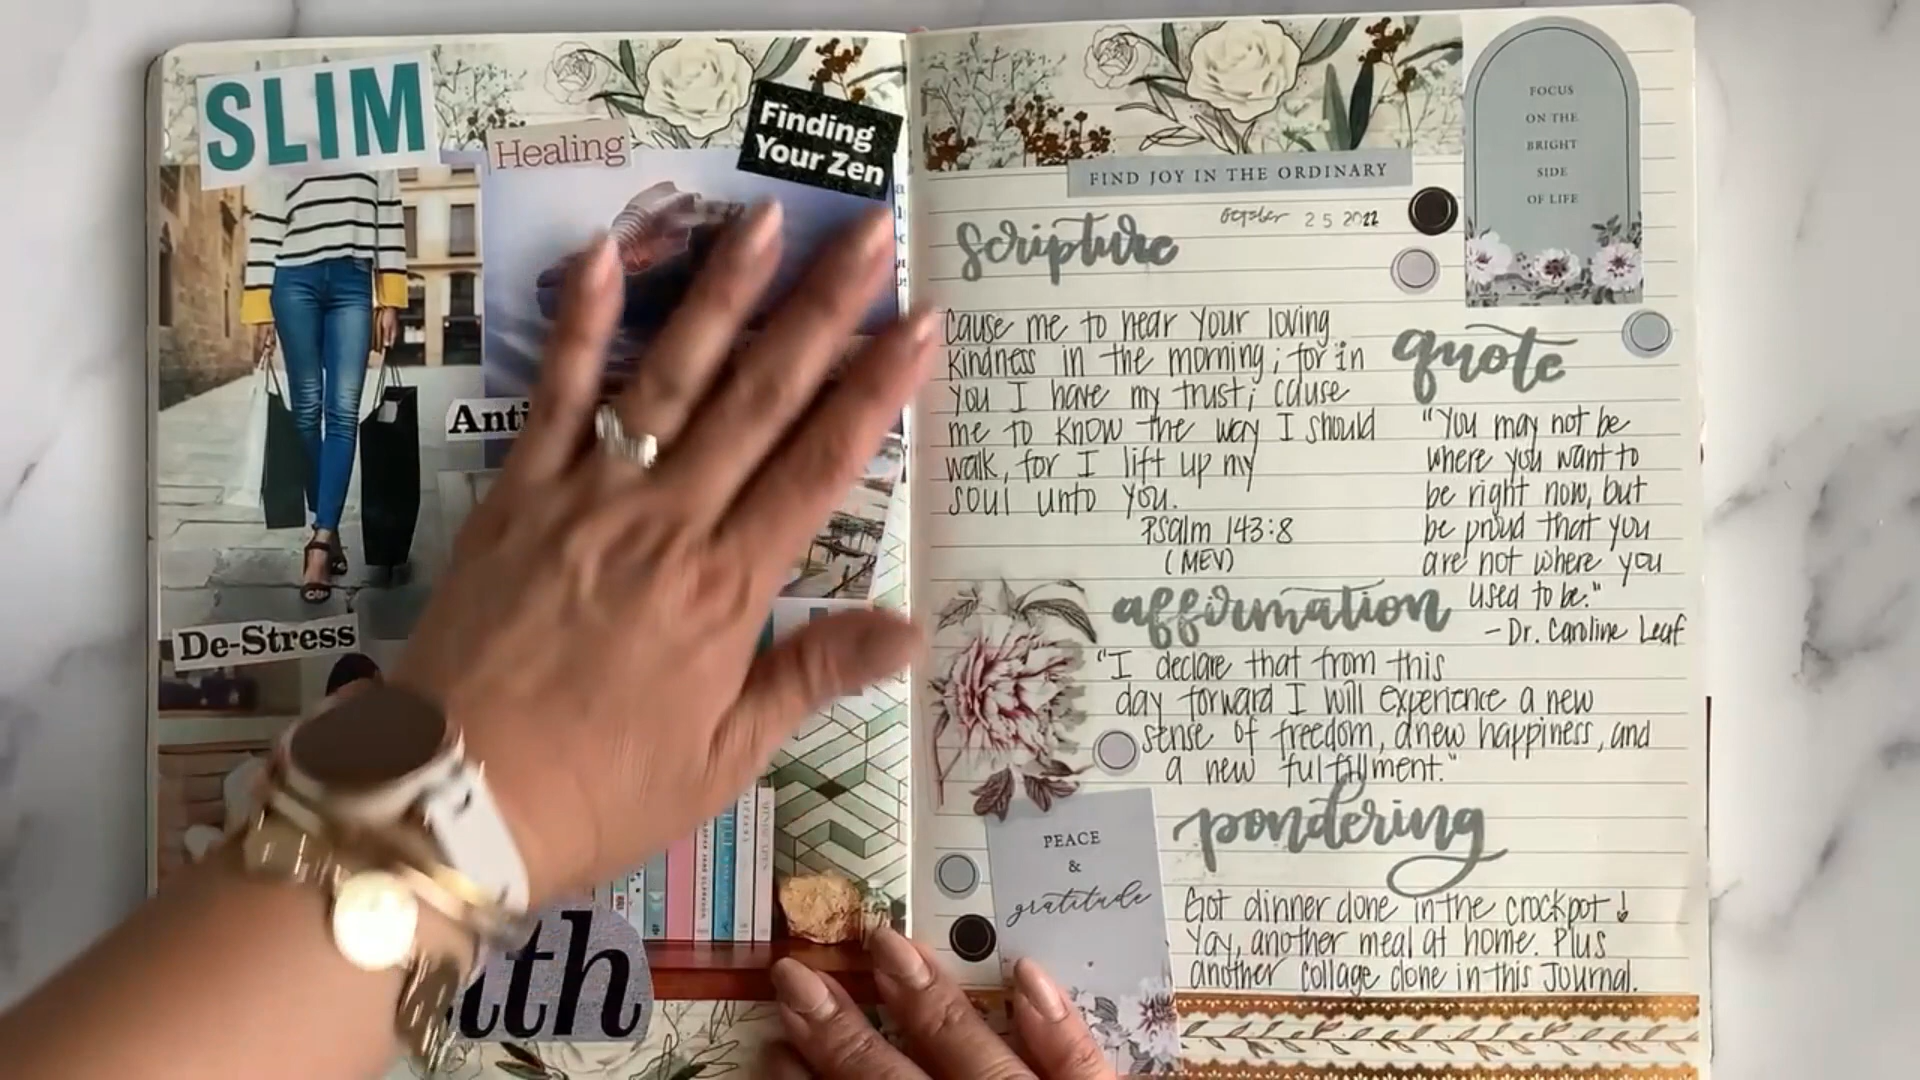 SLIM
Healing
Finding
Your Zen
Anti
De-Stress
ith
FIND JOY IN THE ORDINARY
FOCUS
ON THE
BRIGHT
SIDE
OF LIFE
October 25 2022
scripture
Cause me to hear your loving
kindness in the morning; for in
you I have my trust; cause
me to know the way I should
walk, for I lift up my
soul unto you.
Psalm 143:8
(MEV)
quote
"You may not be
where you want to
be right now, but
be proud that you
are not where you
used to be."
- Dr. Caroline Leaf
affirmation
"I declare that from this
day forward I will experience a new
sense of freedom, a new happiness, and
a new fulfillment."
PEACE
&
gratitude
pondering
Got dinner done in the crockpot!
Yay, another meal at home. Plus
another collage done in this Journal.